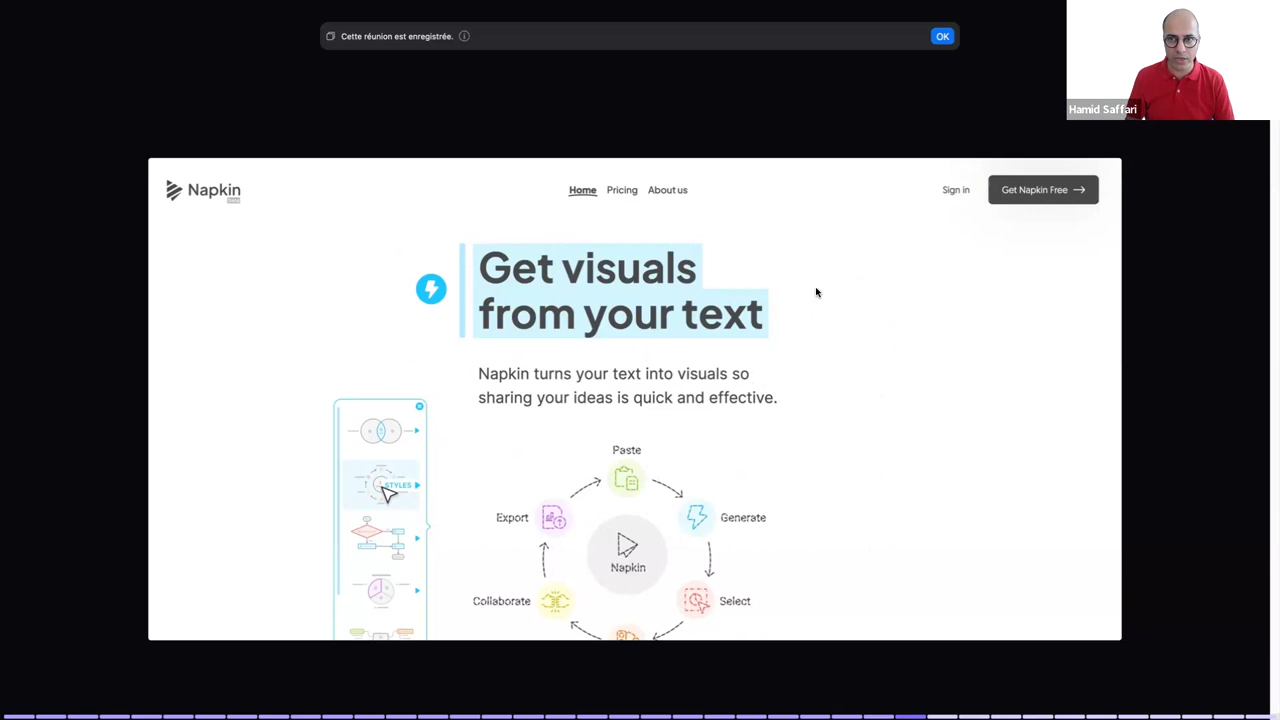 Cette réunion est enregistrée.
OK
Hamid Saffari
Napkin
Home
Pricing
About us
Sign in
Get Napkin Free
Get visuals
from your text
Napkin turns your text into visuals so
sharing your ideas is quick and effective.
STYLES
Paste
Export
Generate
Napkin
Collaborate
Select